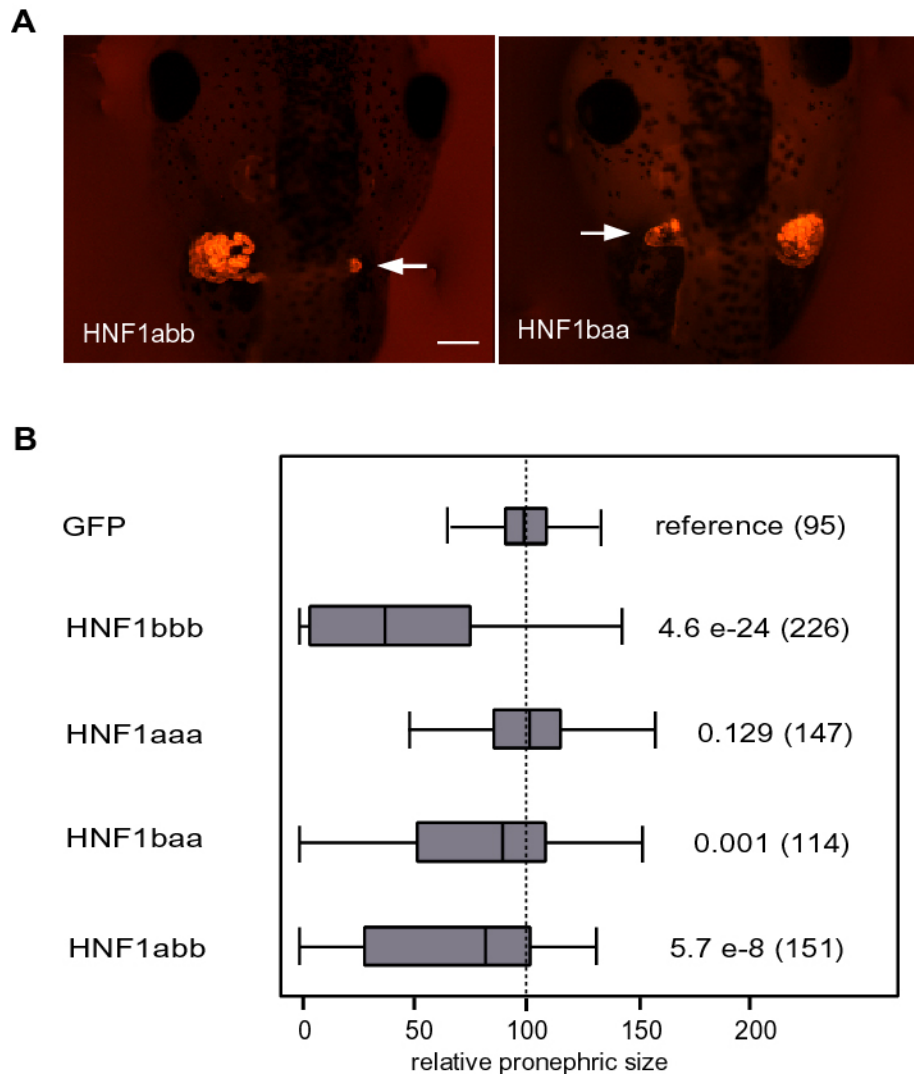 A
HNF1abb
HNF1baa
B
GFP
reference (95)
HNF1bbb
4.6 e-24 (226)
HNF1aaa
0.129 (147)
HNF1baa
0.001 (114)
HNF1abb
5.7 e-8 (151)
0 50 100 150 200
relative pronephric size